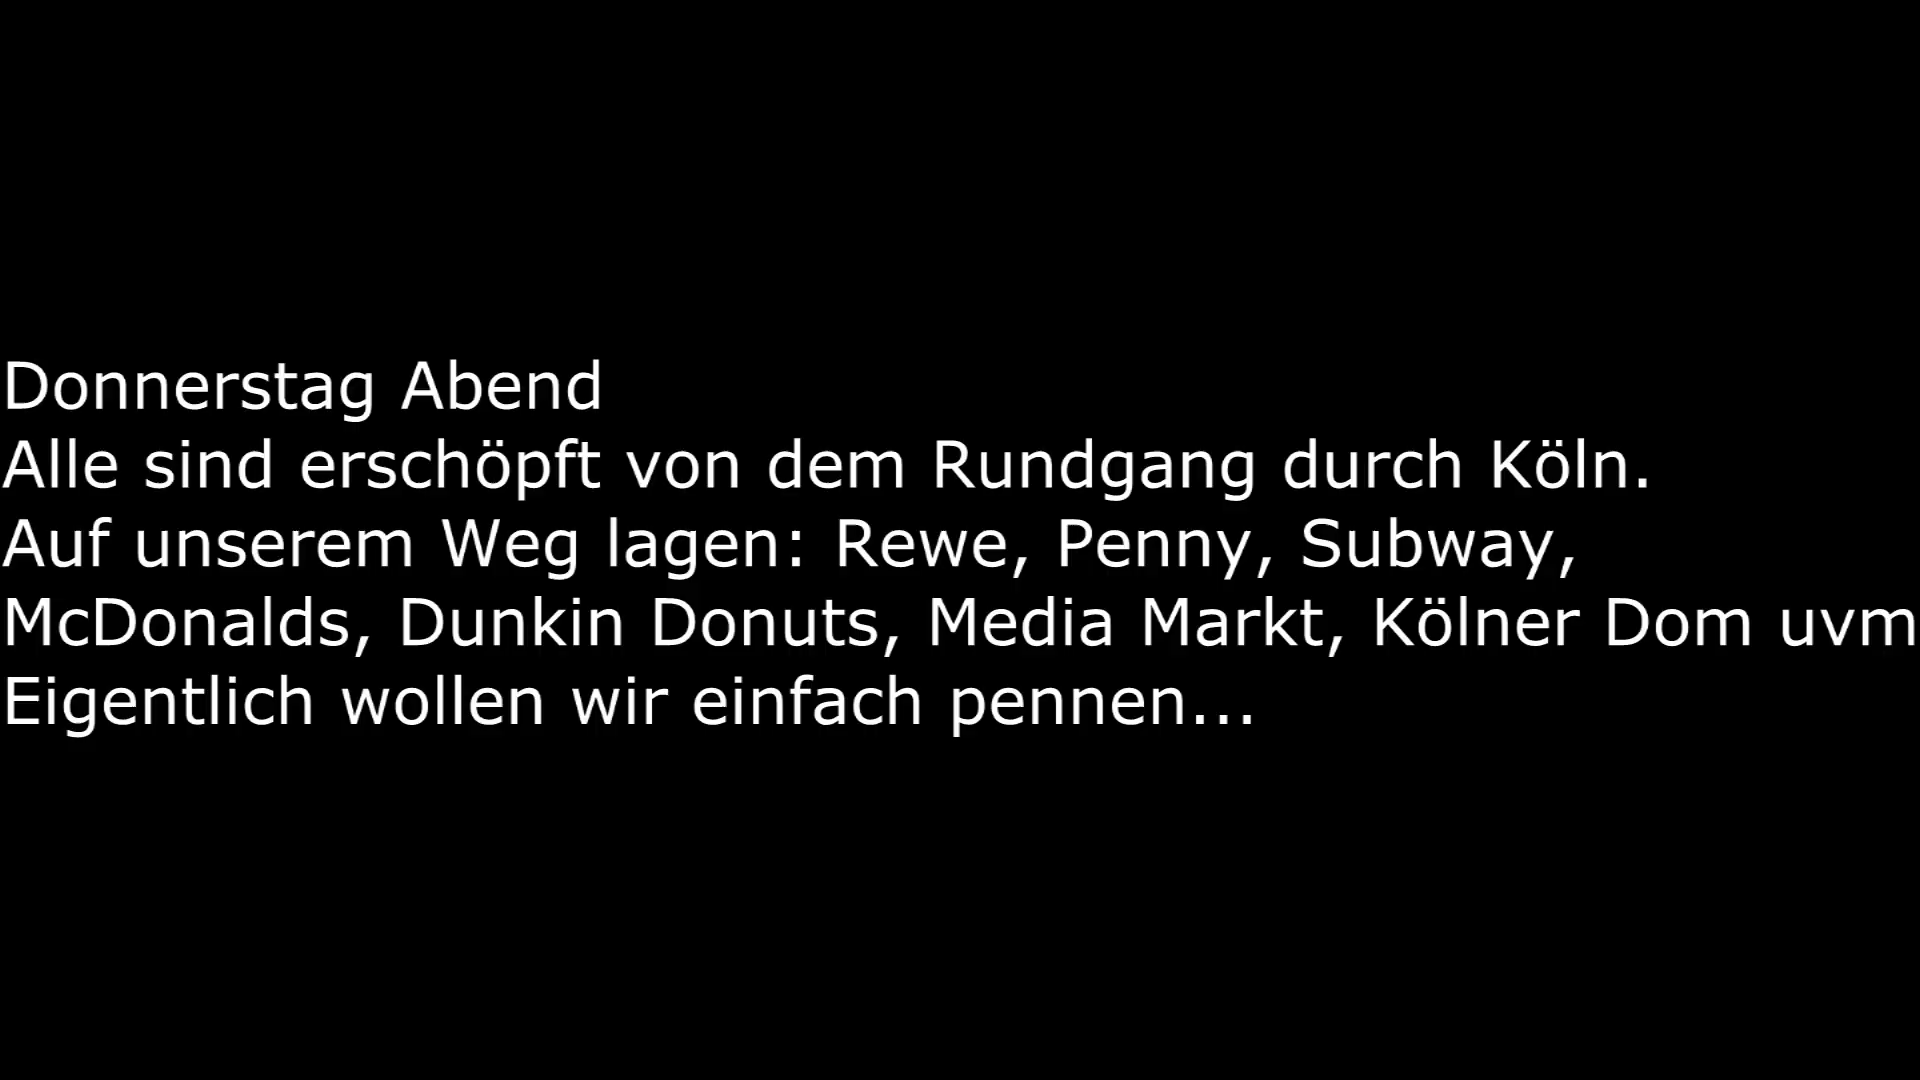 Donnerstag Abend
Alle sind erschöpft von dem Rundgang durch Köln.
Auf unserem Weg lagen: Rewe, Penny, Subway,
McDonalds, Dunkin Donuts, Media Markt, Kölner Dom uvm
Eigentlich wollen wir einfach pennen...